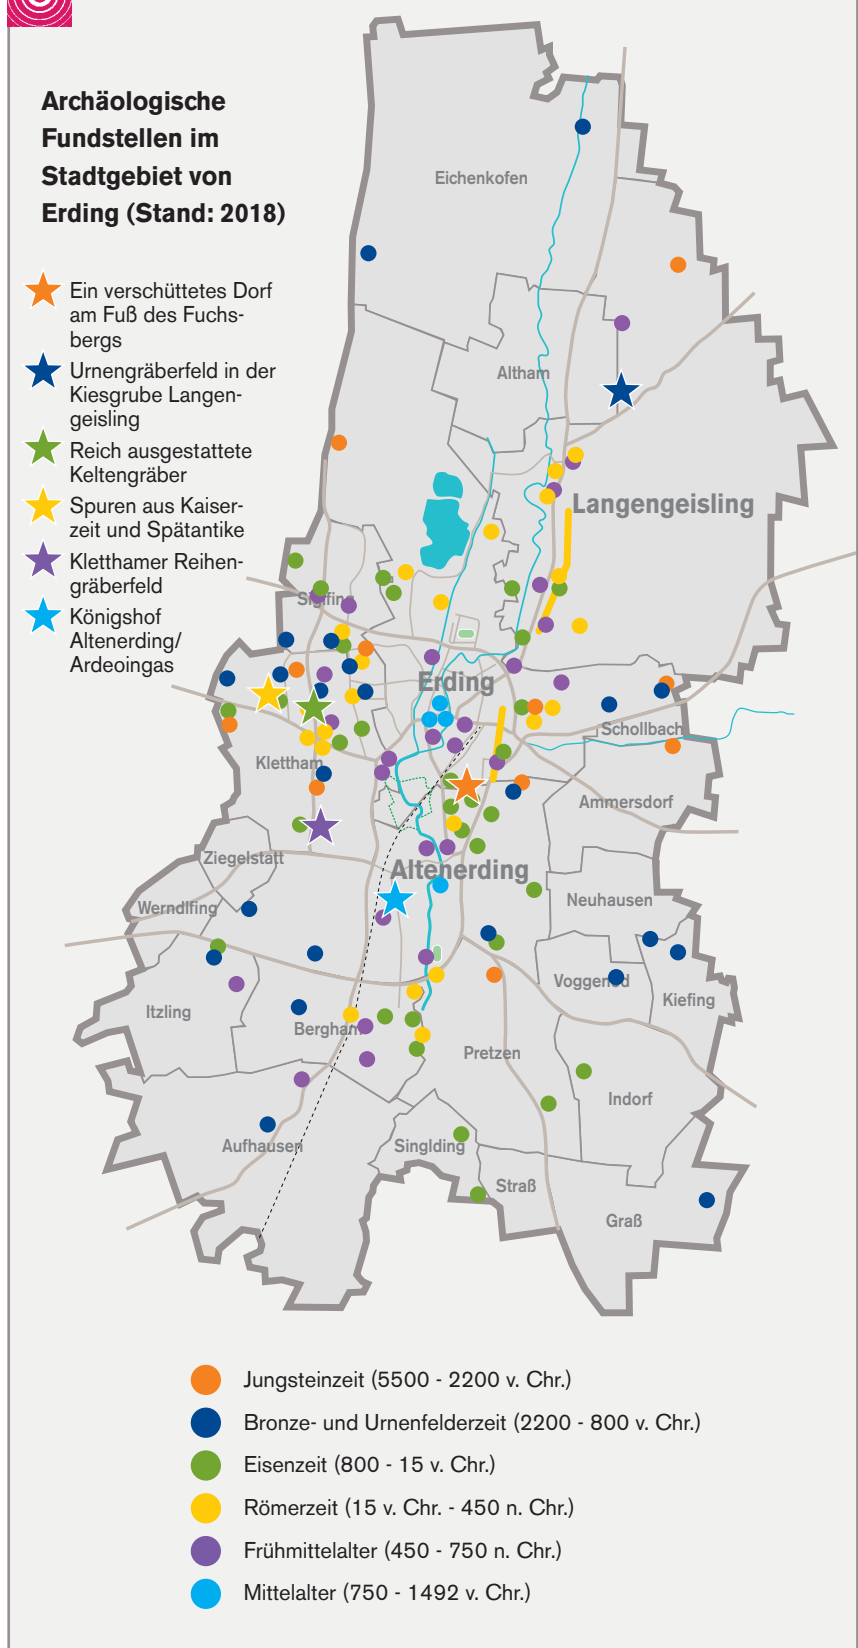 Archäologische
Fundstellen im
Stadtgebiet von
Erding (Stand: 2018)
Ein verschüttetes Dorf
am Fuß des Fuchs-
bergs
Urnengräberfeld in der
Kiesgrube Langen-
geisling
Reich ausgestattete
Keltengräber
Spuren aus Kaiser-
zeit und Spätantike
Kletthamer Reihen-
gräberfeld
Königshof
Altenerding/
Ardeoingas
Eichenkofen
Altham
Langengeisling
Siglfing
Erding
Schollbach
Klettham
Ammersdorf
Ziegelstatt
Altenerding
Neuhausen
Werndlfing
Voggenöd
Kiefing
Itzling
Bergham
Pretzen
Indorf
Aufhausen
Singlding
Straß
Graß
Jungsteinzeit (5500 - 2200 v. Chr.)
Bronze- und Urnenfelderzeit (2200 - 800 v. Chr.)
Eisenzeit (800 - 15 v. Chr.)
Römerzeit (15 v. Chr. - 450 n. Chr.)
Frühmittelalter (450 - 750 n. Chr.)
Mittelalter (750 - 1492 v. Chr.)